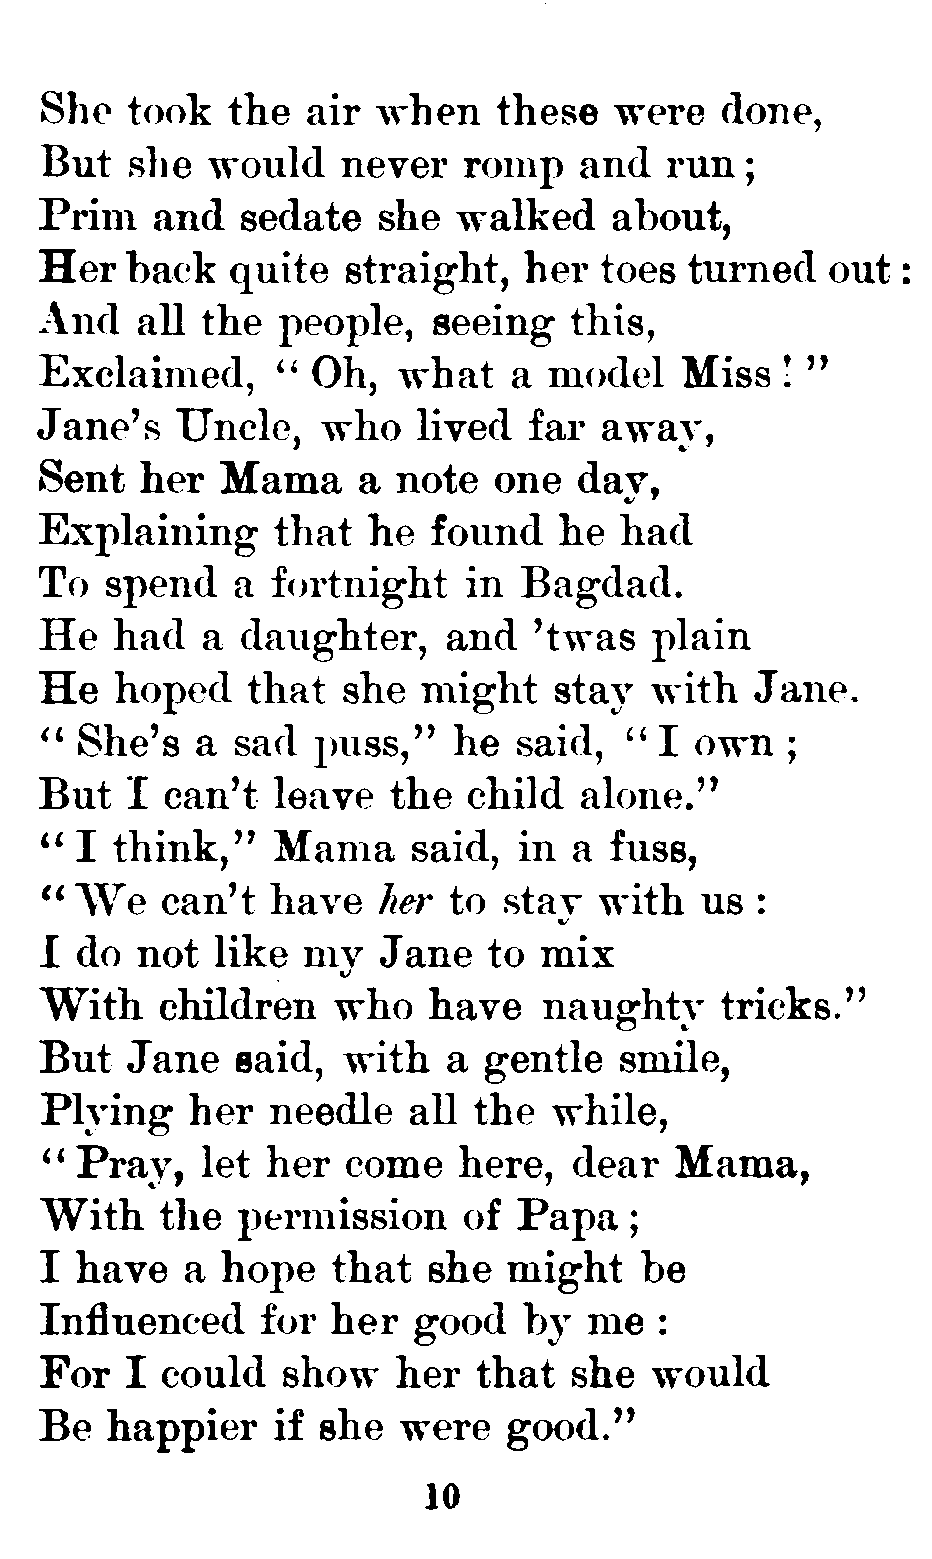 She took the air when these were done,
But she would never romp and run;
Prim and sedate she walked about,
Her back quite straight, her toes turned out:
And all the people, seeing this,
Exclaimed, “Oh, what a model Miss!”
Jane’s Uncle, who lived far away,
Sent her Mama a note one day,
Explaining that he found he had
To spend a fortnight in Bagdad.
He had a daughter, and ’twas plain
He hoped that she might stay with Jane.
“She’s a sad puss,” he said, “I own;
But I can’t leave the child alone.”
“I think,” Mama said, in a fuss,
“We can’t have her to stay with us:
I do not like my Jane to mix
With children who have naughty tricks.”
But Jane said, with a gentle smile,
Plying her needle all the while,
“Pray, let her come here, dear Mama,
With the permission of Papa;
I have a hope that she might be
Influenced for her good by me:
For I could show her that she would
Be happier if she were good.”
10